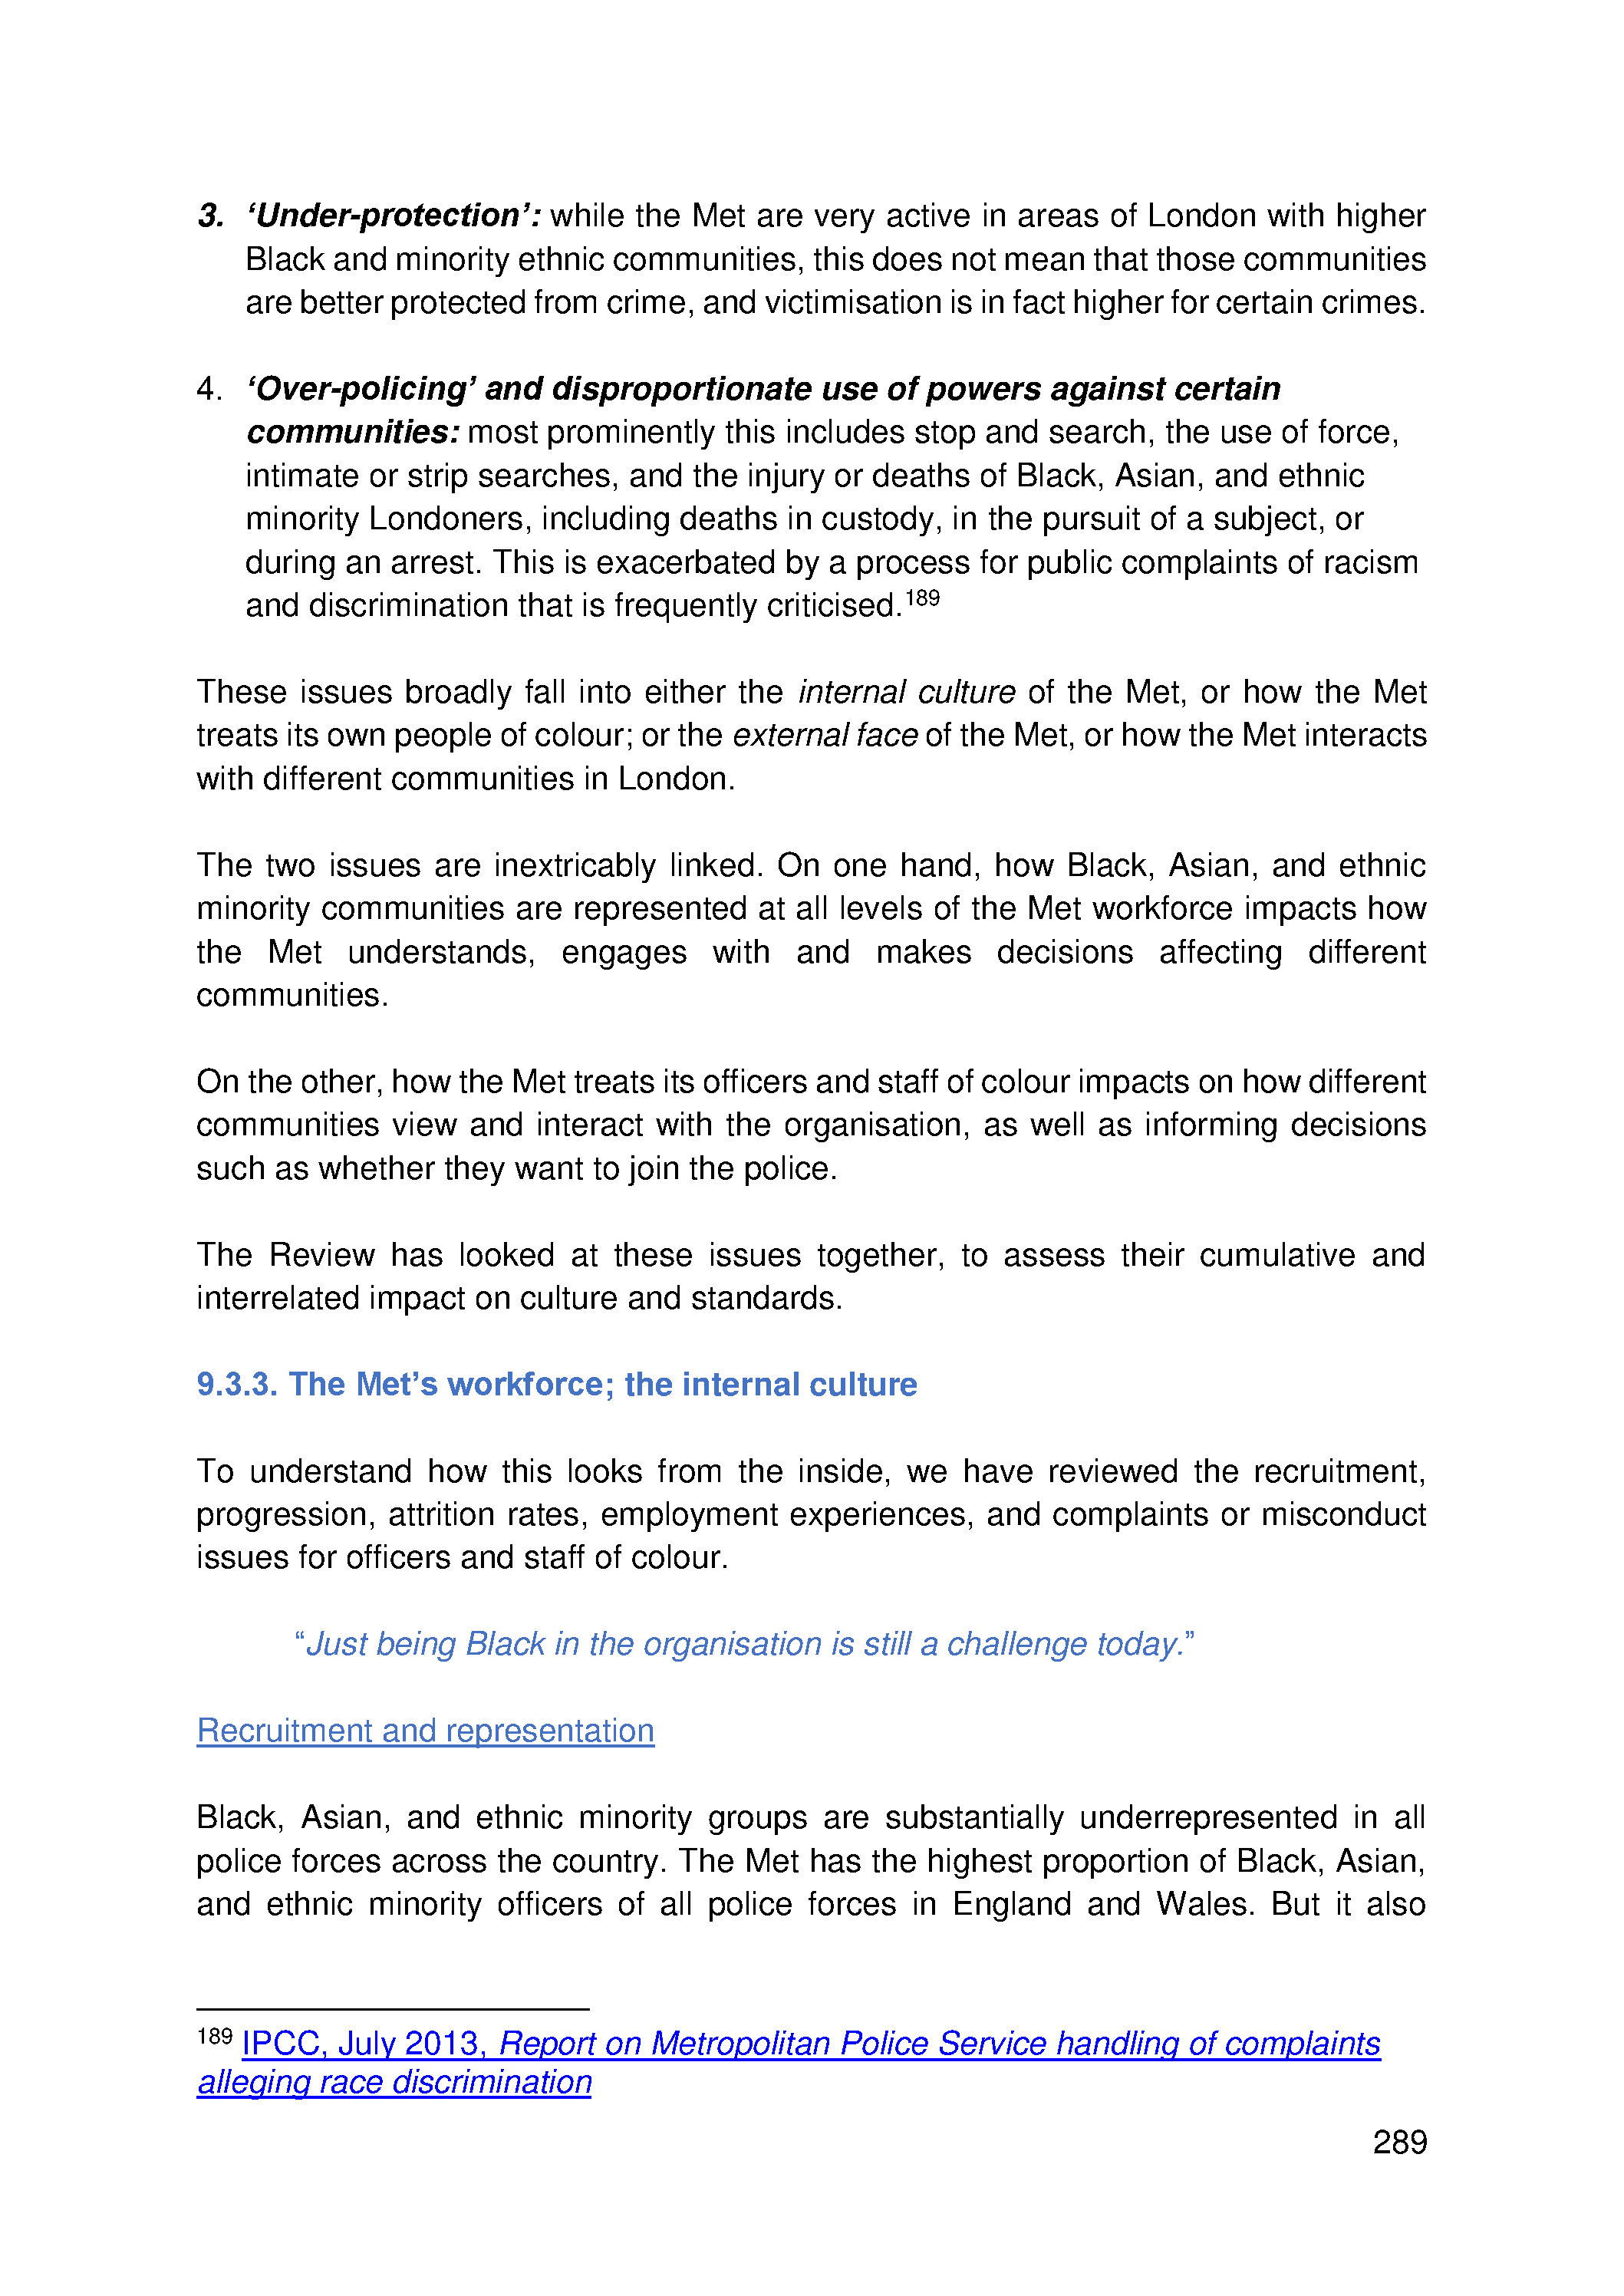 3. ‘Under-protection’: while the Met are very active in areas of London with higher
Black and minority ethnic communities, this does not mean that those communities
are better protected from crime, and victimisation is in fact higher for certain crimes.
4. ‘Over-policing’ and disproportionate use of powers against certain
communities: most prominently this includes stop and search, the use of force,
intimate or strip searches, and the injury or deaths of Black, Asian, and ethnic
minority Londoners, including deaths in custody, in the pursuit of a subject, or
during an arrest. This is exacerbated by a process for public complaints of racism
and discrimination that is frequently criticised.189
These issues broadly fall into either the internal culture of the Met, or how the Met
treats its own people of colour; or the external face of the Met, or how the Met interacts
with different communities in London.
The two issues are inextricably linked. On one hand, how Black, Asian, and ethnic
minority communities are represented at all levels of the Met workforce impacts how
the Met understands, engages with and makes decisions affecting different
communities.
On the other, how the Met treats its officers and staff of colour impacts on how different
communities view and interact with the organisation, as well as informing decisions
such as whether they want to join the police.
The Review has looked at these issues together, to assess their cumulative and
interrelated impact on culture and standards.
9.3.3. The Met’s workforce; the internal culture
To understand how this looks from the inside, we have reviewed the recruitment,
progression, attrition rates, employment experiences, and complaints or misconduct
issues for officers and staff of colour.
“Just being Black in the organisation is still a challenge today.”
Recruitment and representation
Black, Asian, and ethnic minority groups are substantially underrepresented in all
police forces across the country. The Met has the highest proportion of Black, Asian,
and ethnic minority officers of all police forces in England and Wales. But it also
189 IPCC, July 2013, Report on Metropolitan Police Service handling of complaints
alleging race discrimination
289